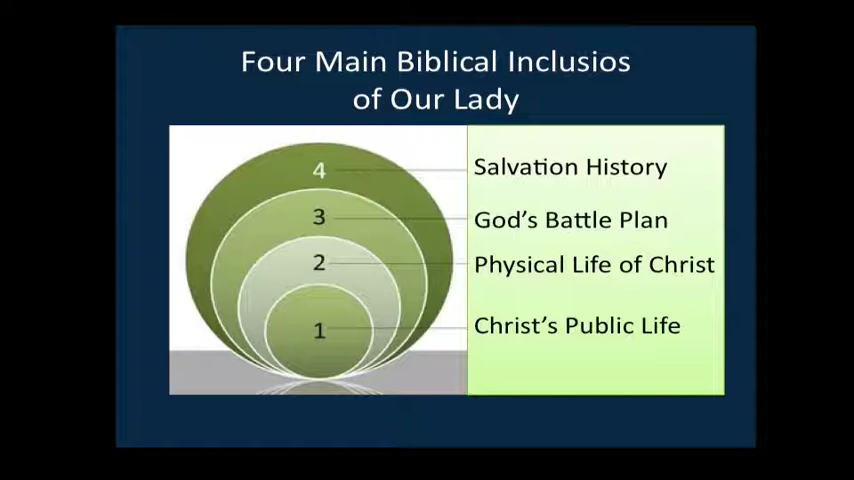 Four Main Biblical Inclusios
of Our Lady
4
Salvation History
3
God's Battle Plan
2
Physical Life of Christ
1
Christ's Public Life